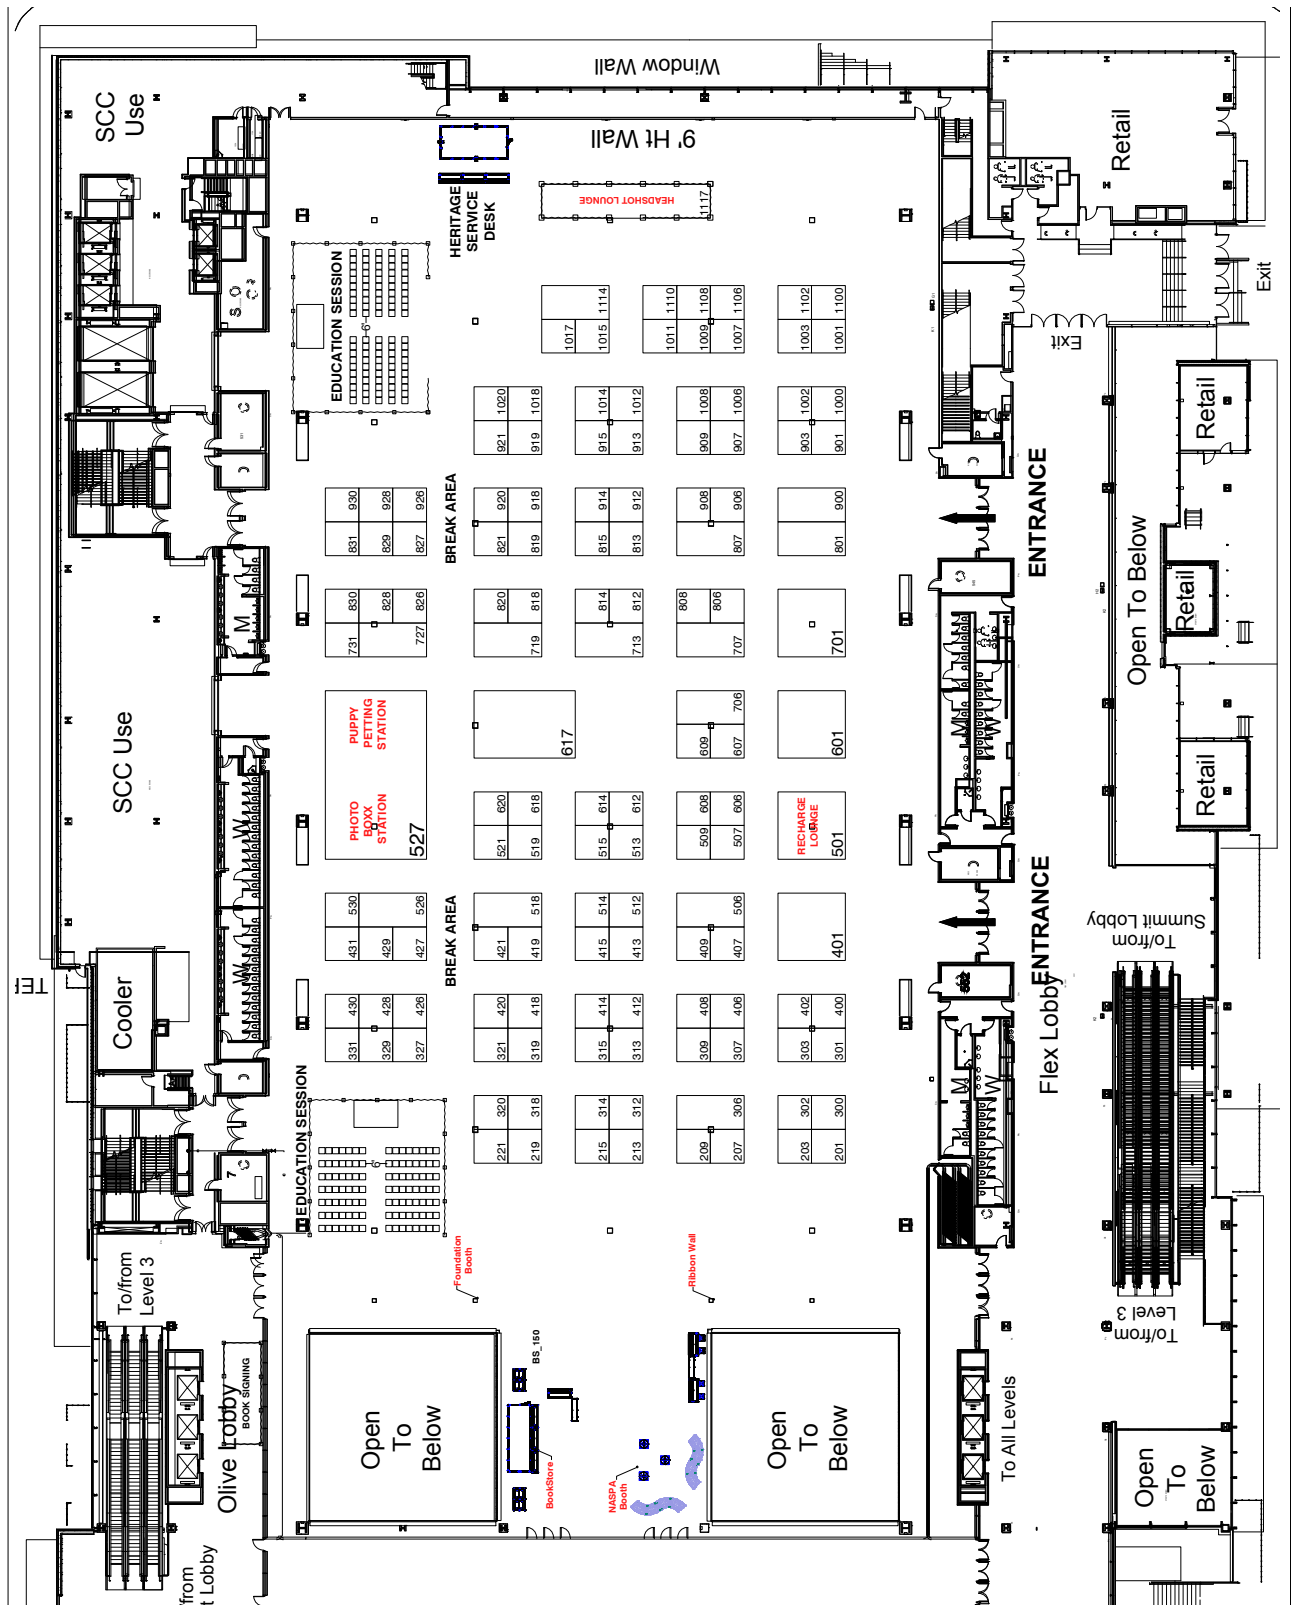 Window Wall
SCC
Use
9' Ht Wall
Retail
HERITAGE
SERVICE
DESK
HEADSHOT LOUNGE
1117
EDUCATION SESSION
6'
Exit
Exit
1114
1110
1108
1106
1102
1100
1017
1015
1011
1009
1007
1003
1001
1020
1018
1014
1012
1008
1006
1002
1000
921
919
915
913
909
907
903
901
Retail
ENTRANCE
BREAK AREA
930
928
926
920
918
914
912
908
906
900
831
829
827
821
819
815
813
807
801
Open To Below
Retail
M
830
828
826
820
818
814
812
808
806
731
727
719
713
707
701
SCC Use
PUPPY
PETTING
STATION
617
706
609
607
601
M
W
Retail
PHOTO
BOXX
STATION
527
620
618
614
612
608
606
521
519
515
513
509
507
RECHARGE
LOUNGE
501
W
ENTRANCE
To/from
Summit Lobby
BREAK AREA
530
526
518
514
512
506
431
429
427
421
419
415
413
409
407
401
W
TEF
Cooler
430
428
426
420
418
414
412
408
406
402
400
331
329
327
321
319
315
313
309
307
303
301
Flex Lobby
M
W
EDUCATION SESSION
6'
7
320
318
314
312
306
302
300
221
219
215
213
209
207
203
201
To/from
Level 3
Foundation
Booth
Ribbon Wall
To/from
Level 3
BS_150
Olive Lobby
BOOK SIGNING
Open
To
Below
BookStore
NASPA
Booth
Open
To
Below
To All Levels
Open
To
Below
from
t Lobby